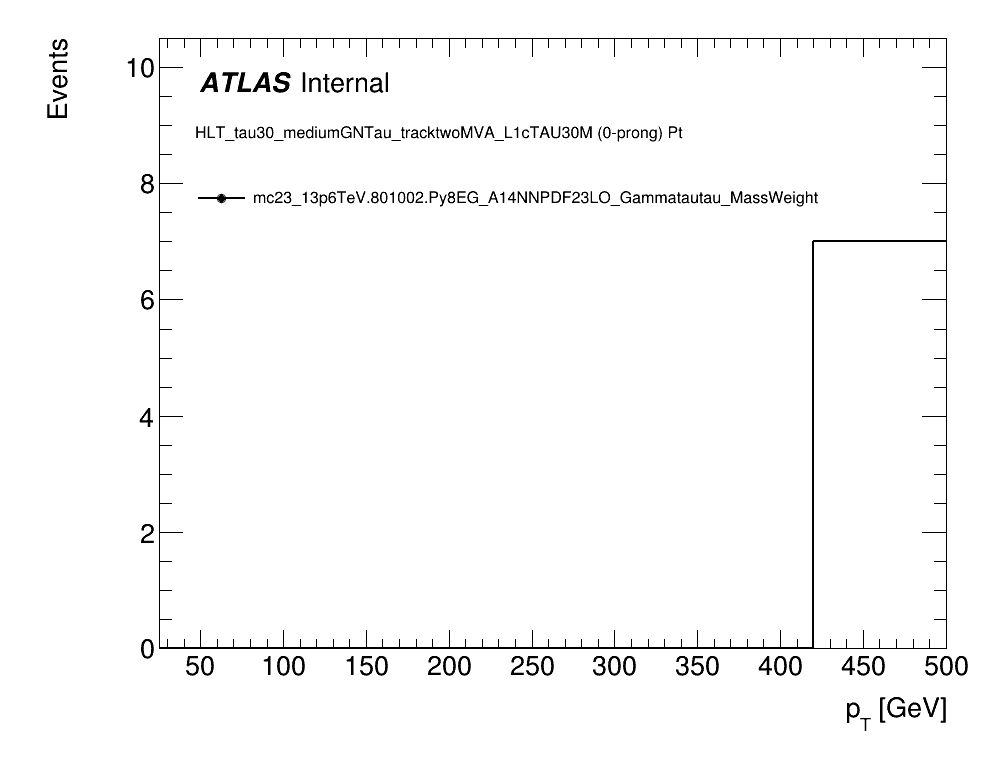 Events
10
8
6
4
2
0
ATLAS Internal
HLT_tau30_mediumGNTau_tracktwoMVA_L1cTAU30M (0-prong) Pt
mc23_13p6TeV.801002.Py8EG_A14NNPDF23LO_Gammatautau_MassWeight
50 100 150 200 250 300 350 400 450 500
p_T [GeV]